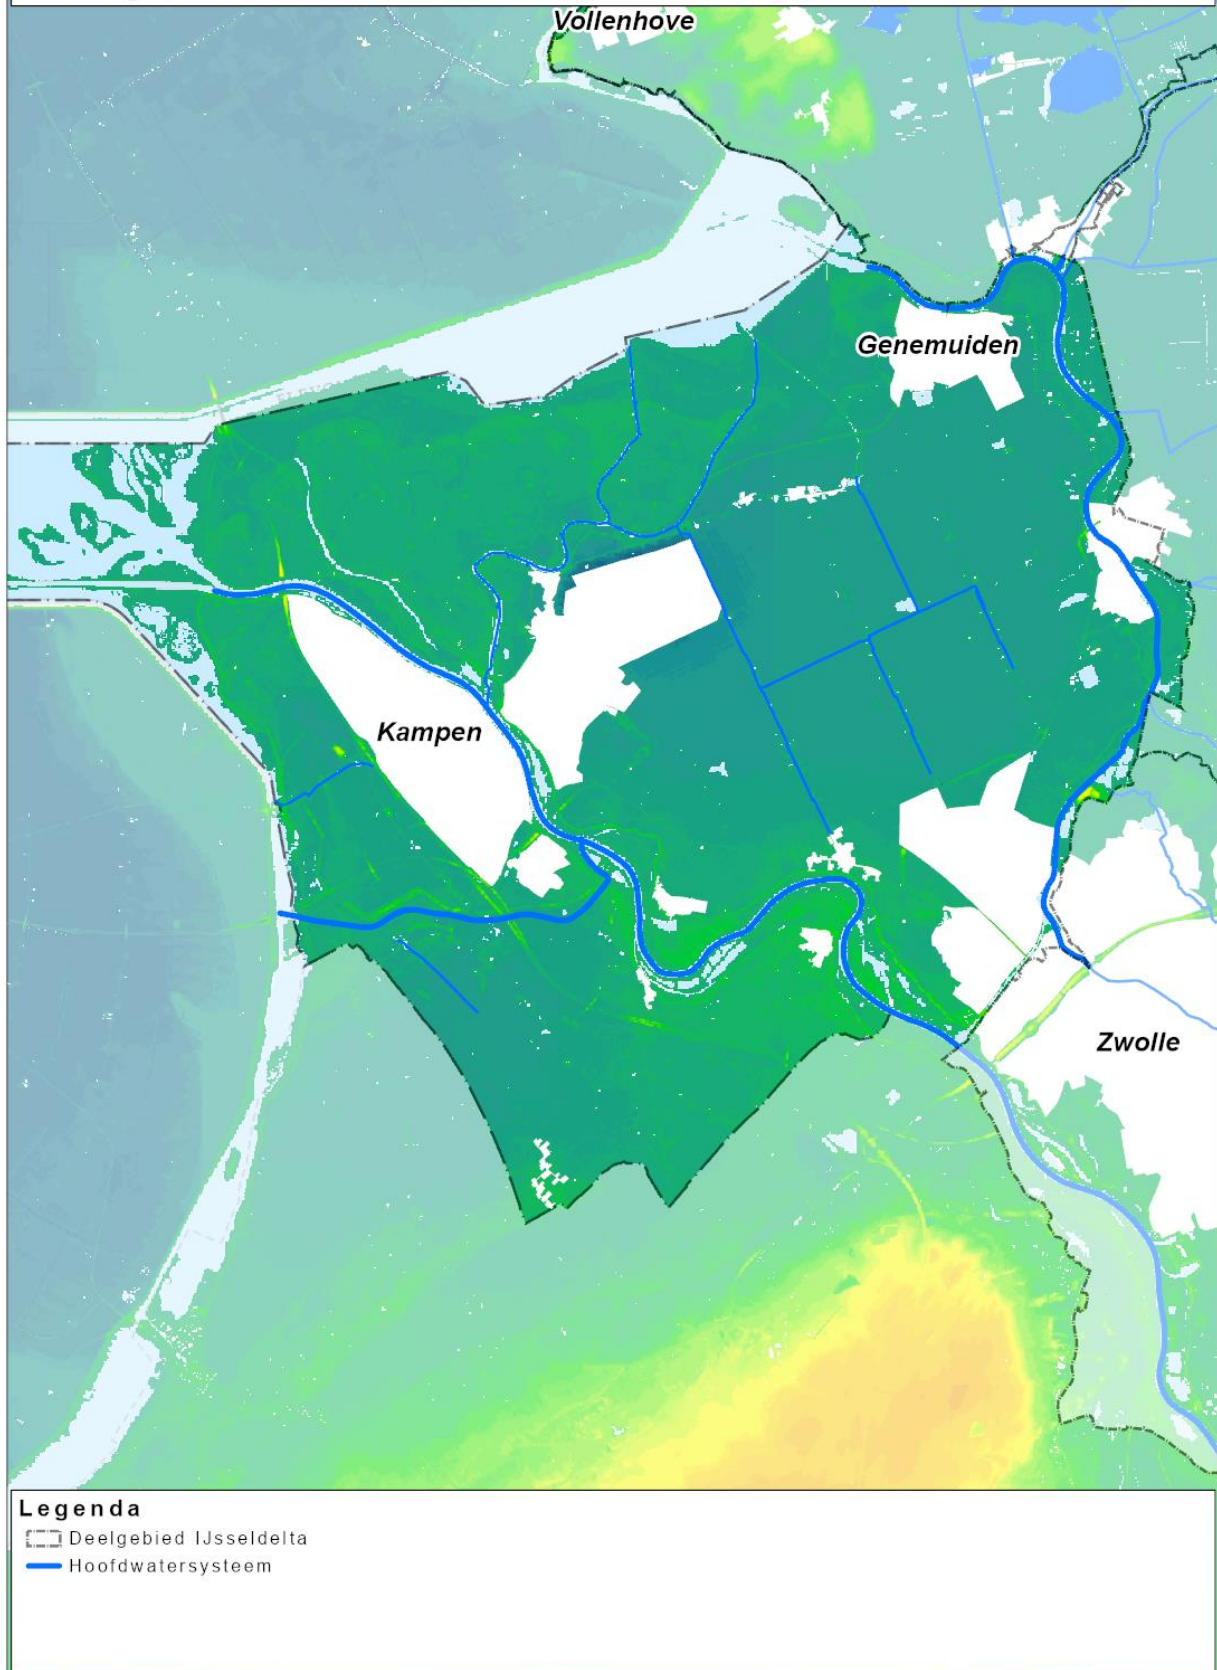 Vollenhove
Genemuiden
Kampen
Zwolle
Legenda
Deelgebied IJsseldelta
Hoofdwatersysteem